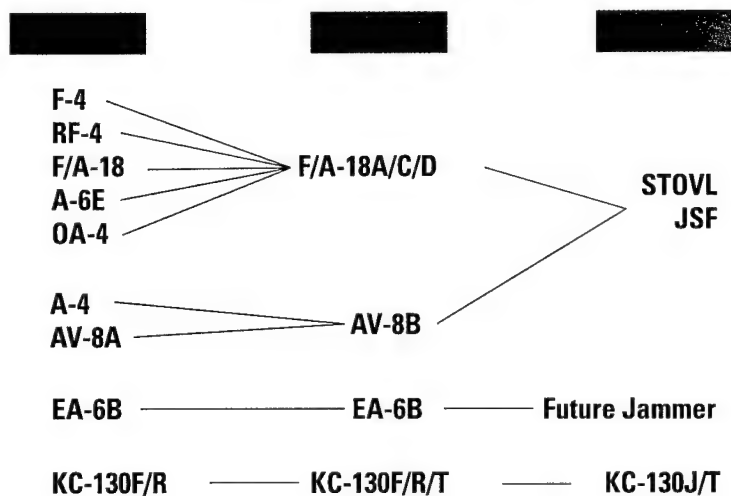 F-4
RF-4
F/A-18
A-6E
OA-4
F/A-18A/C/D
STOVL
JSF
A-4
AV-8A
AV-8B
EA-6B
EA-6B
Future Jammer
KC-130F/R
KC-130F/R/T
KC-130J/T